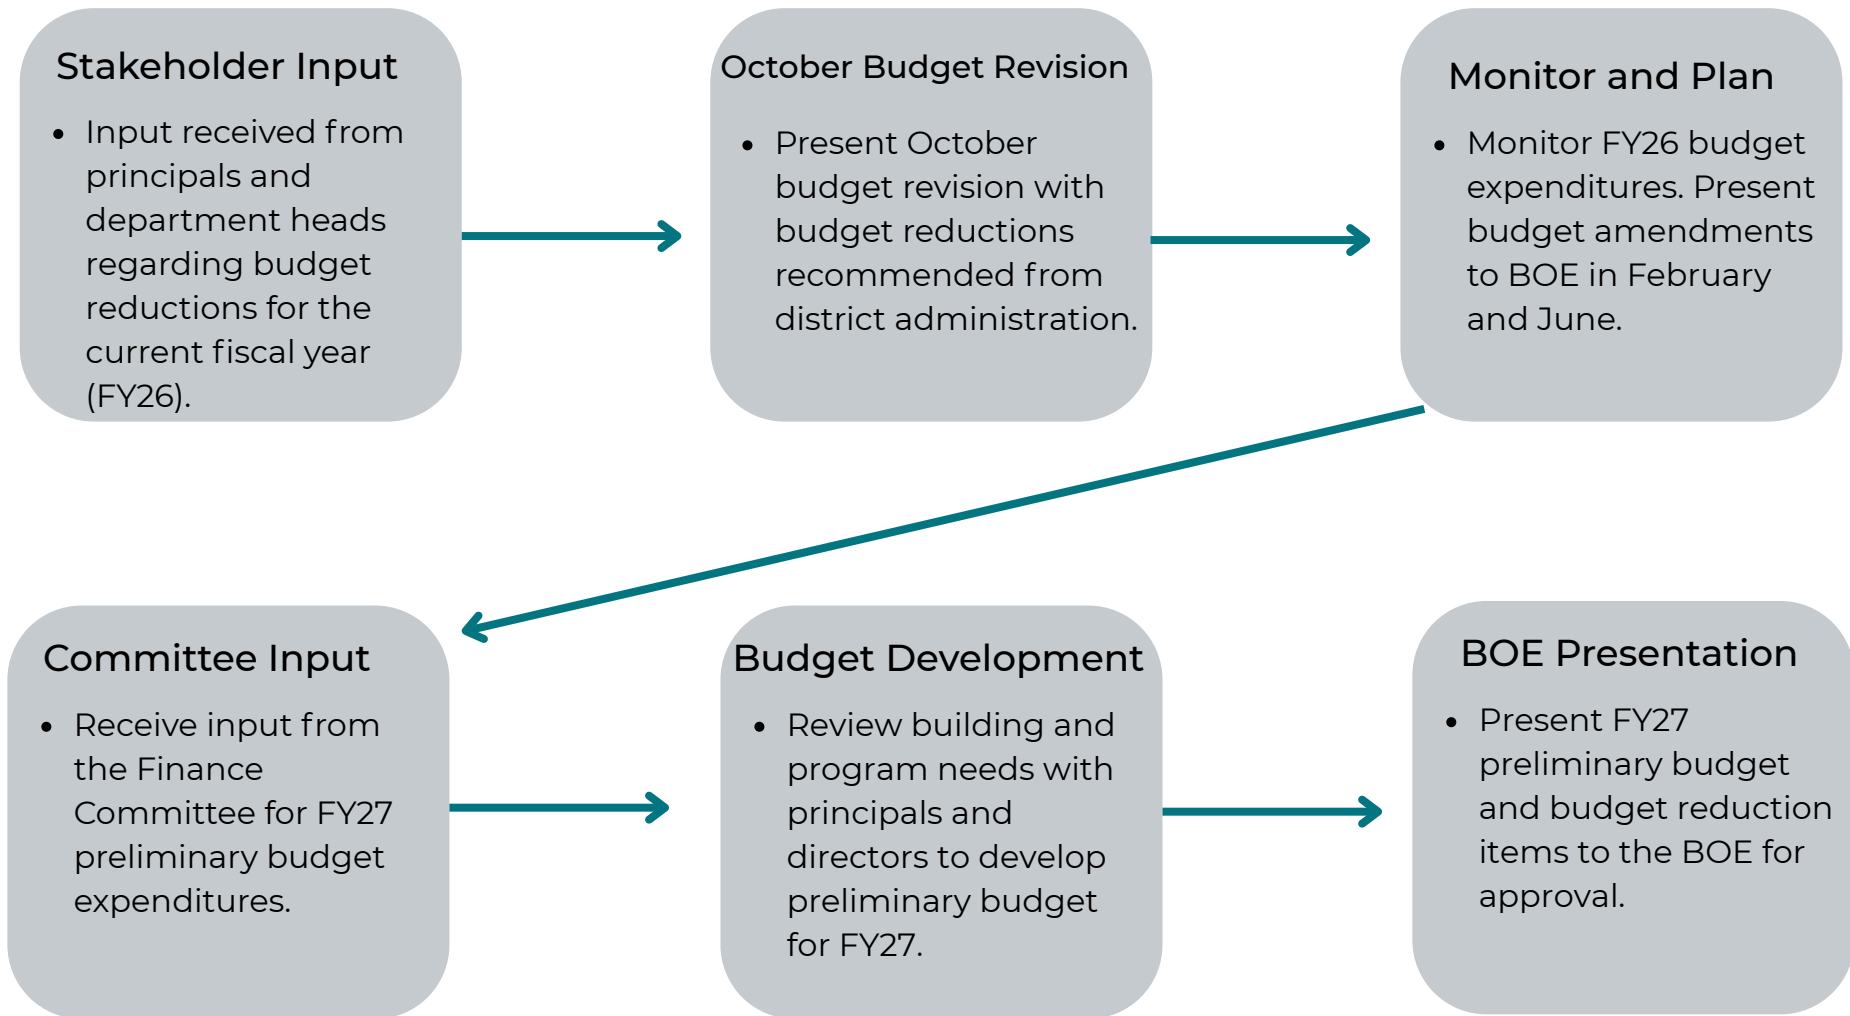 Stakeholder Input
• Input received from
principals and
department heads
regarding budget
reductions for the
current fiscal year
(FY26).
October Budget Revision
• Present October
budget revision with
budget reductions
recommended from
district administration.
Monitor and Plan
• Monitor FY26 budget
expenditures. Present
budget amendments
to BOE in February
and June.
Committee Input
• Receive input from
the Finance
Committee for FY27
preliminary budget
expenditures.
Budget Development
• Review building and
program needs with
principals and
directors to develop
preliminary budget
for FY27.
BOE Presentation
• Present FY27
preliminary budget
and budget reduction
items to the BOE for
approval.